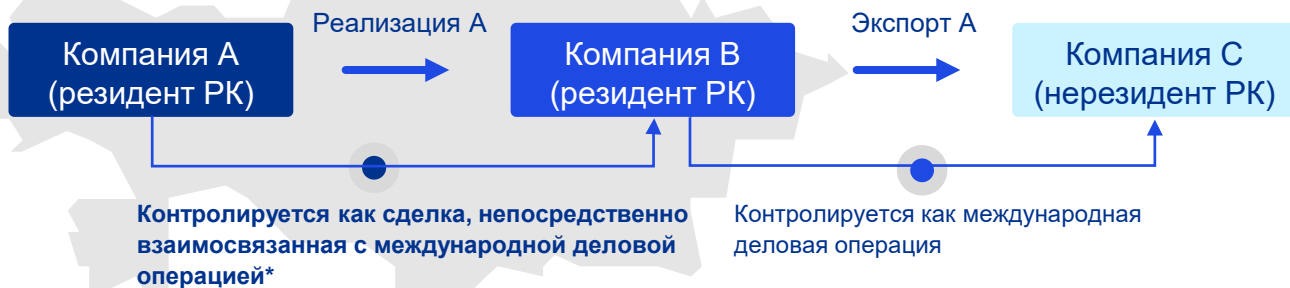 Реализация А
Экспорт А
Компания А
(резидент РК)
Компания В
(резидент РК)
Компания С
(нерезидент РК)
Контролируется как сделка, непосредственно
взаимосвязанная с международной деловой
операцией*
Контролируется как международная
деловая операция